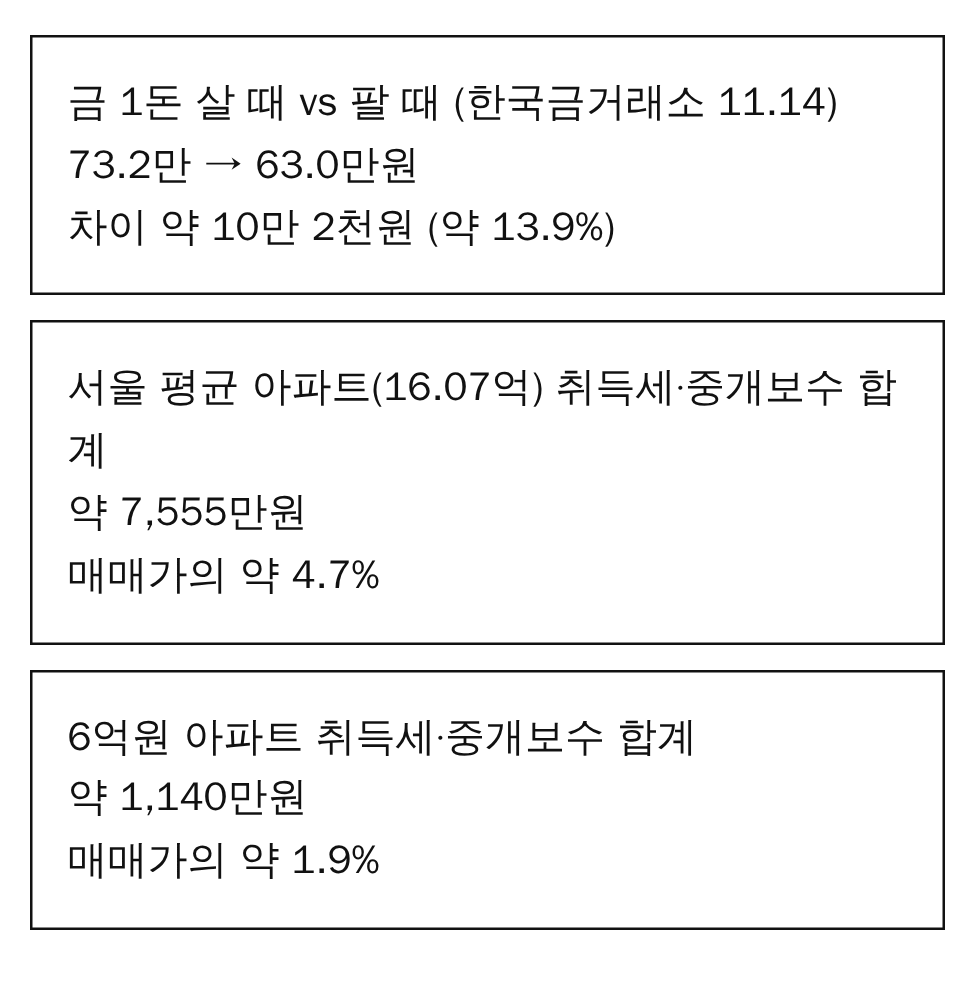 금 1돈 살 때 vs 팔 때 (한국금거래소 11.14)
73.2만 → 63.0만원
차이 약 10만 2천원 (약 13.9%)
서울 평균 아파트(16.07억) 취득세·중개보수 합
계
약 7,555만원
매매가의 약 4.7%
6억원 아파트 취득세·중개보수 합계
약 1,140만원
매매가의 약 1.9%